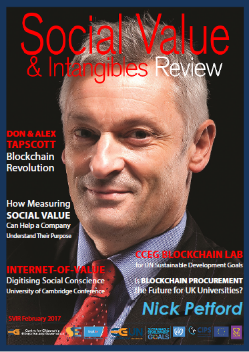 Social Value
& Intangibles Review
DON & ALEX
TAPSCOTT
Blockchain
Revolution
How Measuring
SOCIAL VALUE
Can Help a Company
Understand Their Purpose
INTERNET-OF-VALUE
Digitising Social Conscience
University of Cambridge Conference
CCEG BLOCKCHAIN LAB
for UN Sustainable Development Goals
Is BLOCKCHAIN PROCUREMENT
the Future for UK Universities?
Nick Petford
SVIR February 2017